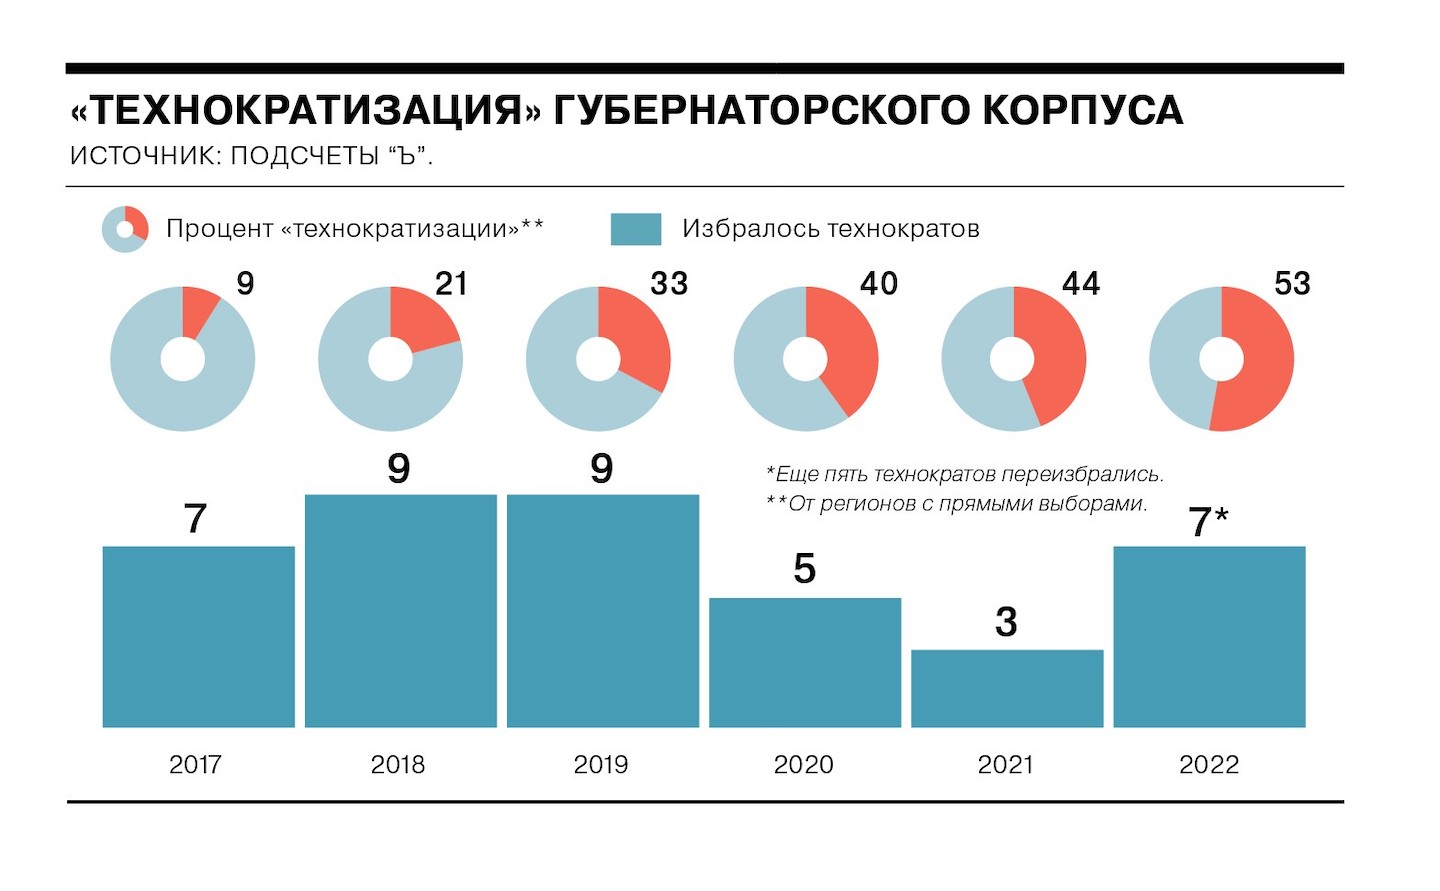 «ТЕХНОКРАТИЗАЦИЯ» ГУБЕРНАТОРСКОГО КОРПУСА
ИСТОЧНИК: ПОДСЧЕТЫ “Ъ”.
Процент «технократизации»** Избралось технократов
9 21 33 40 44 53
*Еще пять технократов переизбрались.
**От регионов с прямыми выборами.
7 9 9 5 3 7*
2017 2018 2019 2020 2021 2022